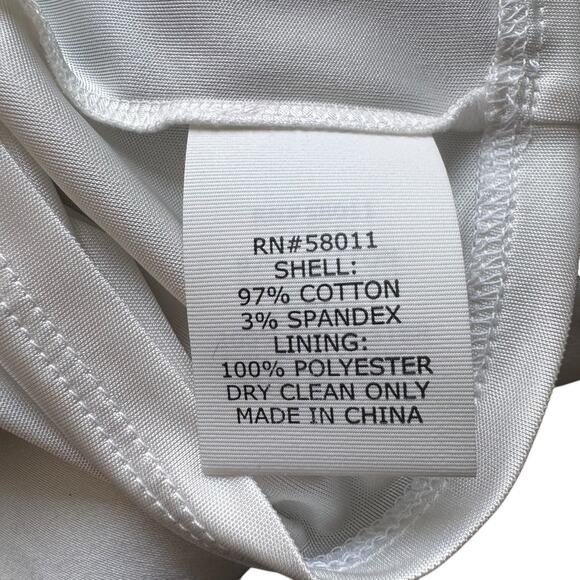 RN#58011
SHELL:
97% COTTON
3% SPANDEX
LINING:
100% POLYESTER
DRY CLEAN ONLY
MADE IN CHINA